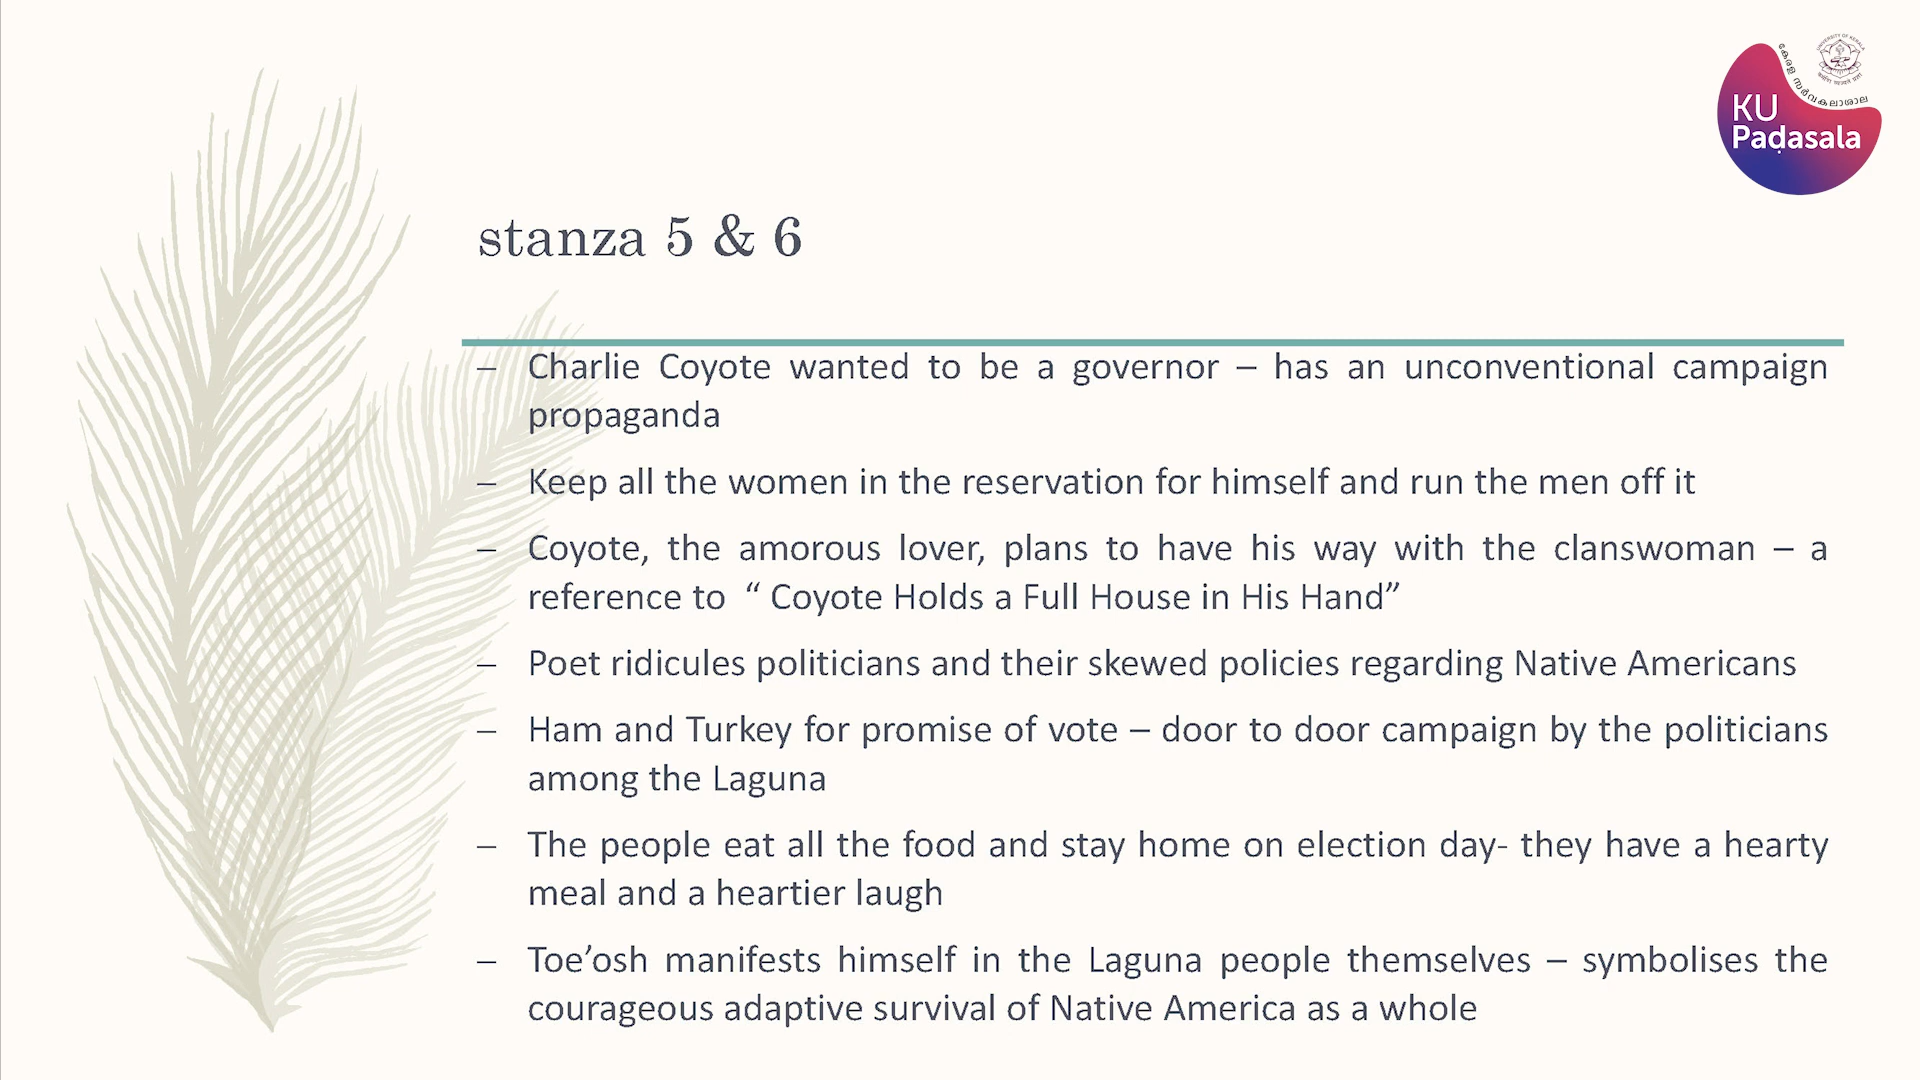 കേരള സർവകലാശാല
UNIVERSITY OF KERALA
KU
Paḍasala
stanza 5 & 6
– Charlie Coyote wanted to be a governor – has an unconventional campaign
propaganda
– Keep all the women in the reservation for himself and run the men off it
– Coyote, the amorous lover, plans to have his way with the clanswoman – a
reference to “ Coyote Holds a Full House in His Hand”
– Poet ridicules politicians and their skewed policies regarding Native Americans
– Ham and Turkey for promise of vote – door to door campaign by the politicians
among the Laguna
– The people eat all the food and stay home on election day- they have a hearty
meal and a heartier laugh
– Toe’osh manifests himself in the Laguna people themselves – symbolises the
courageous adaptive survival of Native America as a whole